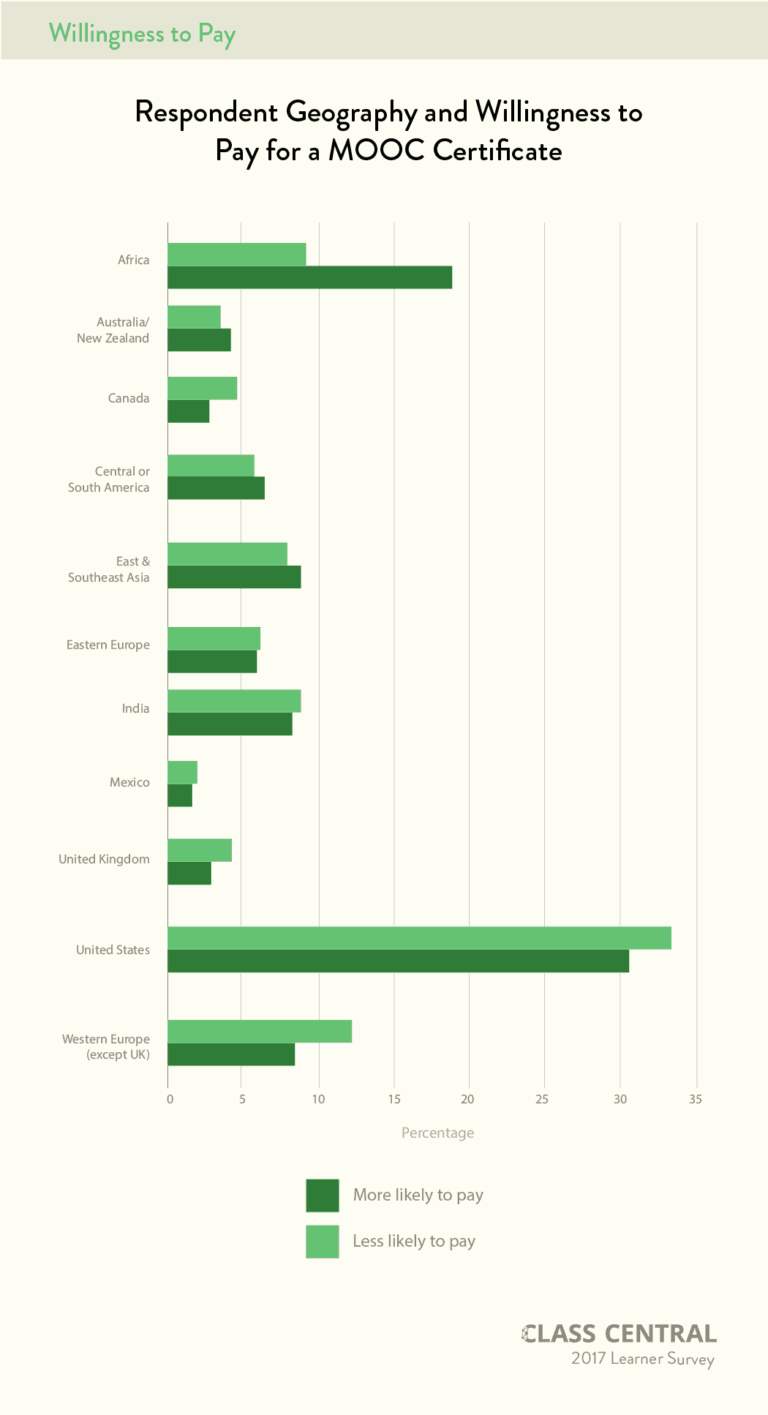 Willingness to Pay
Respondent Geography and Willingness to
Pay for a MOOC Certificate
Africa
Australia/
New Zealand
Canada
Central or
South America
East &
Southeast Asia
Eastern Europe
India
Mexico
United Kingdom
United States
Western Europe
(except UK)
0 5 10 15 20 25 30 35
Percentage
More likely to pay
Less likely to pay
CLASS CENTRAL
2017 Learner Survey